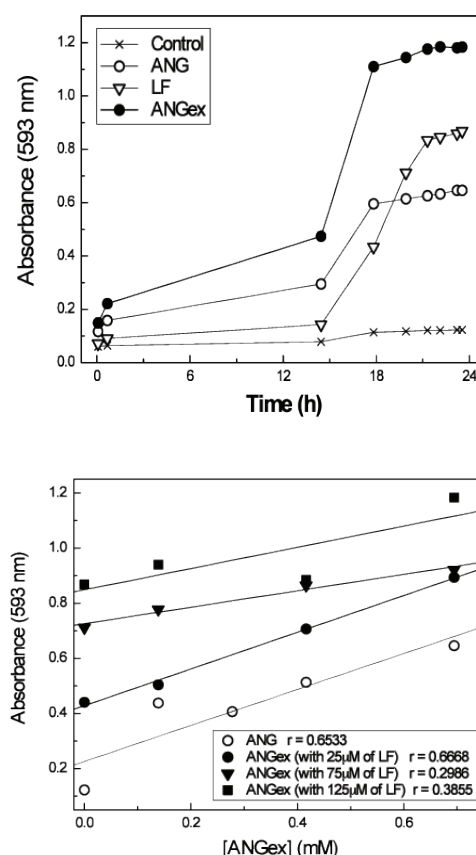 Absorbance (593 nm)
1.2
1.0
0.8
0.6
0.4
0.2
0.0
Control
ANG
LF
ANGex
0
6
12
18
24
Time (h)
Absorbance (593 nm)
1.2
1.0
0.8
0.6
0.4
0.2
ANG r = 0.6533
ANGex (with 25μM of LF) r = 0.6668
ANGex (with 75μM of LF) r = 0.2986
ANGex (with 125μM of LF) r = 0.3855
0.0
0.2
0.4
0.6
[ANGex] (mM)